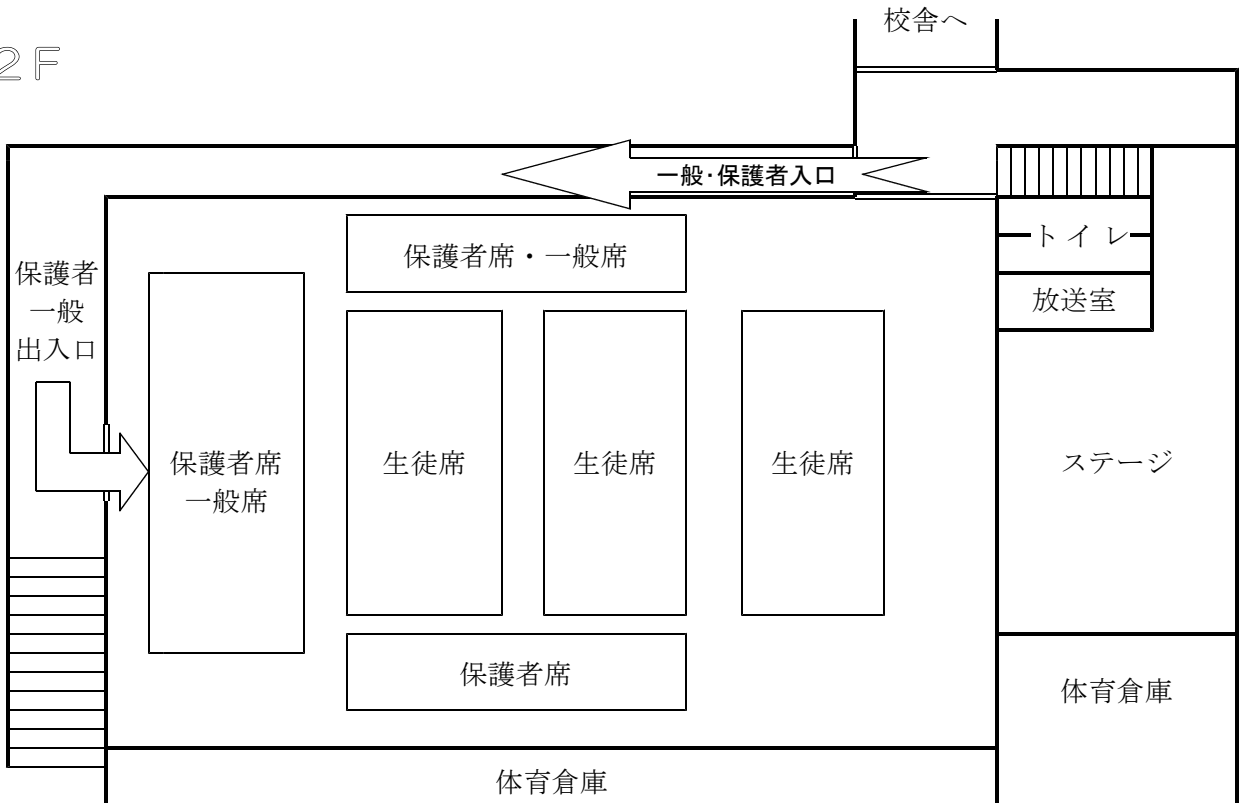 校舎へ
2F
一般・保護者入口
保護者席・一般席
トイレ
保護者
一般
出入口
放送室
保護者席
一般席
生徒席
生徒席
生徒席
ステージ
保護者席
体育倉庫
体育倉庫